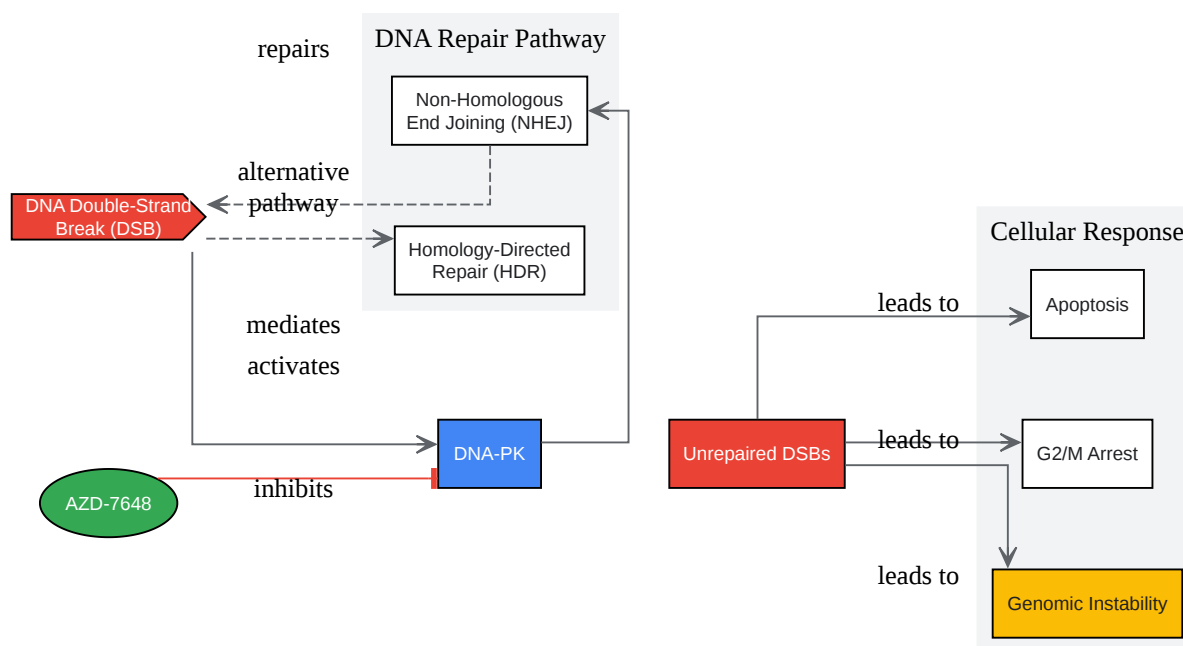 repairs
DNA Repair Pathway
Non-Homologous
End Joining (NHEJ)
alternative
pathway
DNA Double-Strand
Break (DSB)
Homology-Directed
Repair (HDR)
mediates
activates
DNA-PK
AZD-7648
inhibits
Cellular Response
leads to
Apoptosis
Unrepaired DSBs
leads to
G2/M Arrest
leads to
Genomic Instability